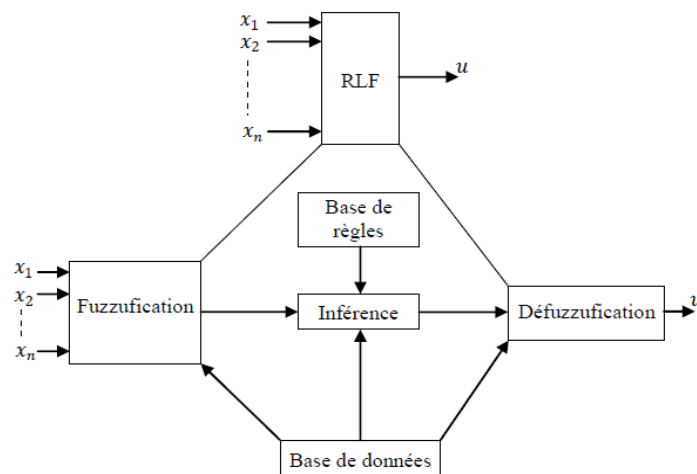 x₁
x₂
xₙ
RLF
u
Base de
règles
x₁
x₂
xₙ
Fuzzufication
Inférence
Défuzzufication
u
Base de données